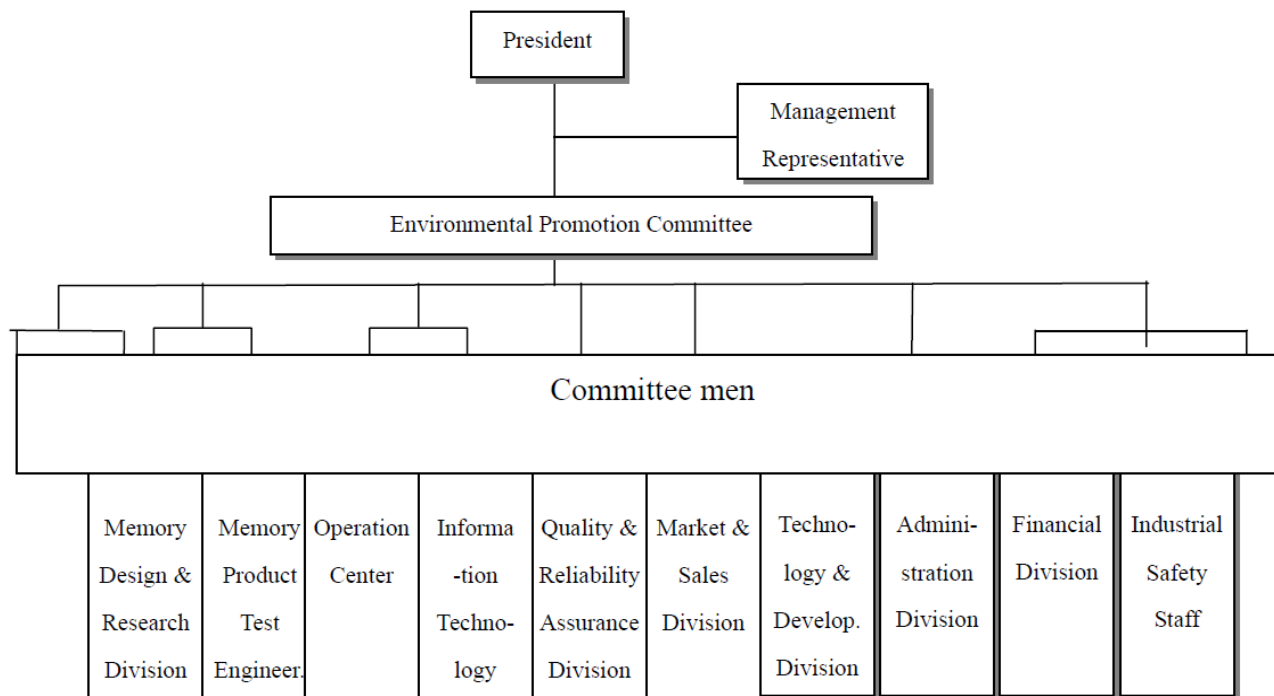 President
Management
Representative
Environmental Promotion Committee
Committee men
Memory
Design &
Research
Division
Memory
Product
Test
Engineer.
Operation
Center
Informa
-tion
Techno-
logy
Quality &
Reliability
Assurance
Division
Market &
Sales
Division
Techno-
logy &
Develop.
Division
Admini-
stration
Division
Financial
Division
Industrial
Safety
Staff